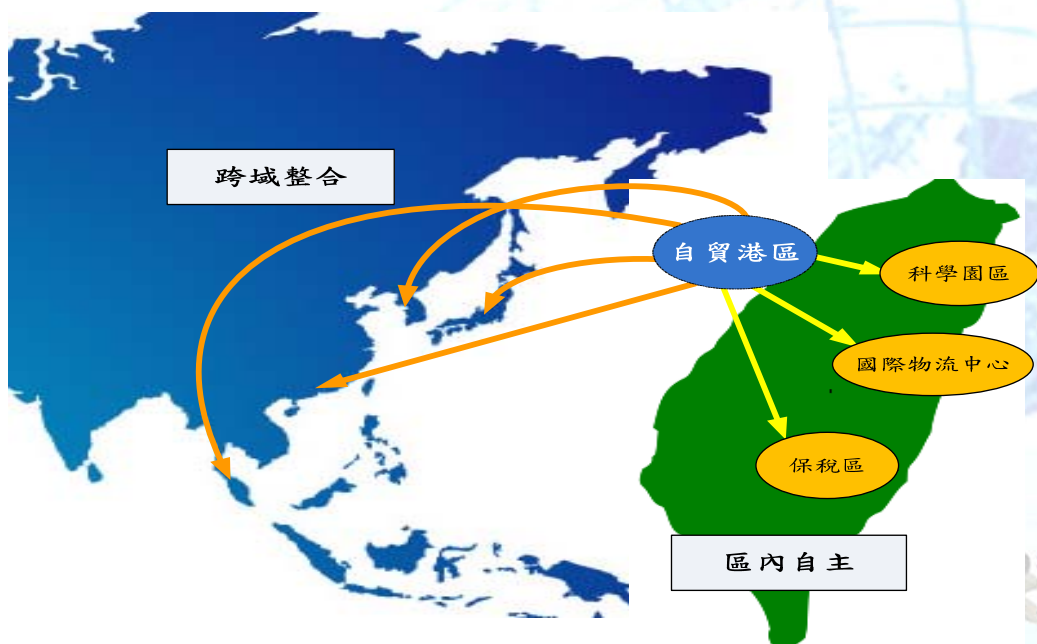 跨域整合
自貿港區
科學園區
國際物流中心
保稅區
區內自主